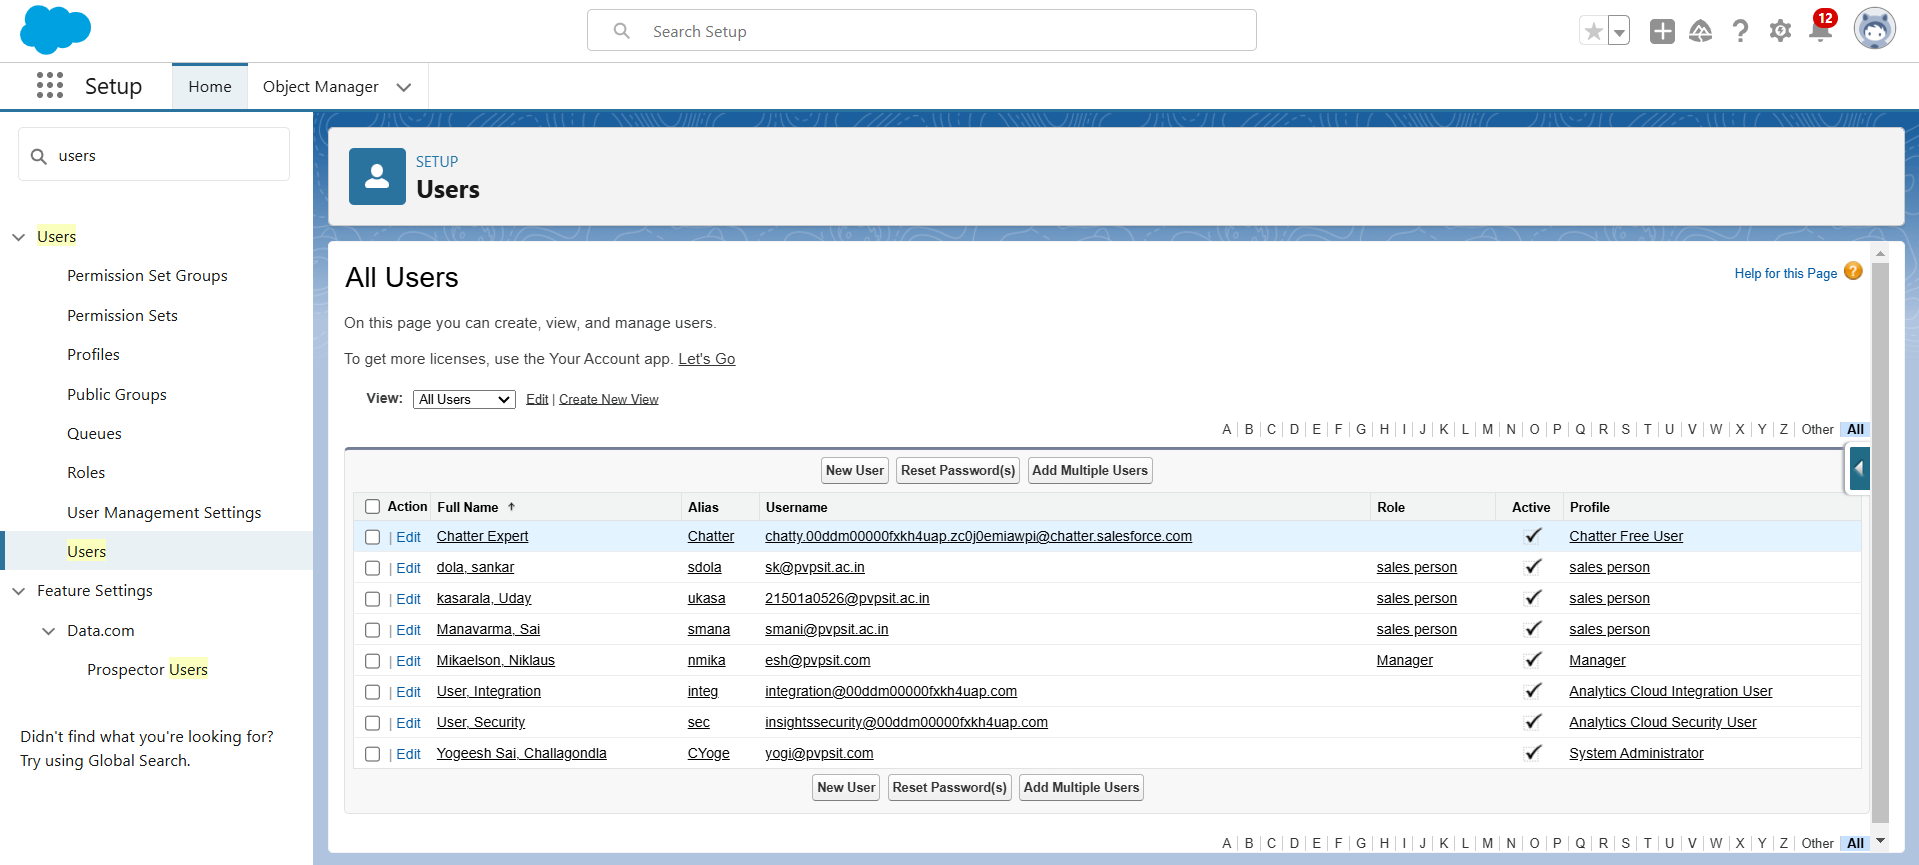 Search Setup
12
Setup
Home
Object Manager
users
Users
Permission Set Groups
Permission Sets
Profiles
Public Groups
Queues
Roles
User Management Settings
Users
Feature Settings
Data.com
Prospector Users
Didn't find what you're looking for?
Try using Global Search.
SETUP
Users
All Users
Help for this Page ?
On this page you can create, view, and manage users.
To get more licenses, use the Your Account app. Let's Go
View: All Users Edit | Create New View
A | B | C | D | E | F | G | H | I | J | K | L | M | N | O | P | Q | R | S | T | U | V | W | X | Y | Z | Other | All
New User Reset Password(s) Add Multiple Users
Action Full Name ↑ Alias Username Role Active Profile
| Edit Chatter Expert Chatter chatty.00ddm00000fxkh4uap.zc0j0emiawpi@chatter.salesforce.com ✓ Chatter Free User
| Edit dola, sankar sdola sk@pvpsit.ac.in sales person ✓ sales person
| Edit kasarala, Uday ukasa 21501a0526@pvpsit.ac.in sales person ✓ sales person
| Edit Manavarma, Sai smana smani@pvpsit.ac.in sales person ✓ sales person
| Edit Mikaelson, Niklaus nmika esh@pvpsit.com Manager ✓ Manager
| Edit User, Integration integ integration@00ddm00000fxkh4uap.com ✓ Analytics Cloud Integration User
| Edit User, Security sec insightssecurity@00ddm00000fxkh4uap.com ✓ Analytics Cloud Security User
| Edit Yogeesh Sai, Challagondla CYoge yogi@pvpsit.com ✓ System Administrator
New User Reset Password(s) Add Multiple Users
A | B | C | D | E | F | G | H | I | J | K | L | M | N | O | P | Q | R | S | T | U | V | W | X | Y | Z | Other | All